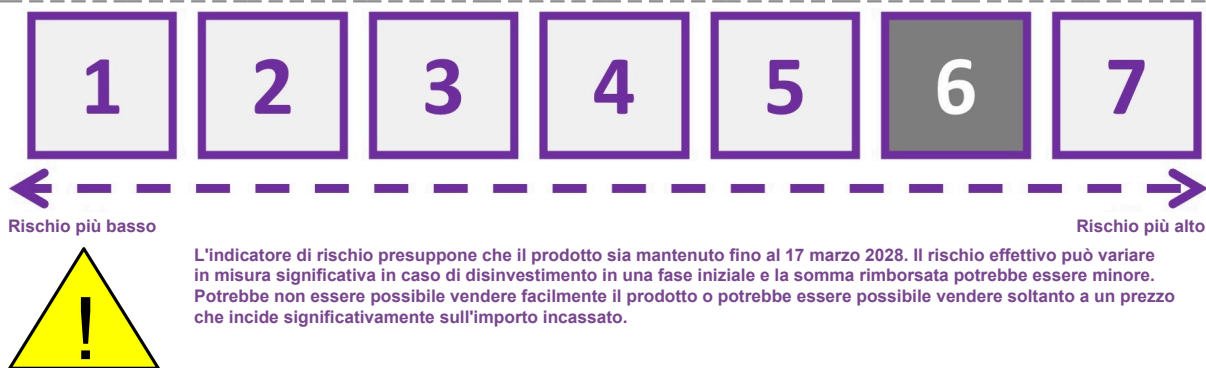 1 2 3 4 5 6 7
Rischio più basso Rischio più alto
L'indicatore di rischio presuppone che il prodotto sia mantenuto fino al 17 marzo 2028. Il rischio effettivo può variare
in misura significativa in caso di disinvestimento in una fase iniziale e la somma rimborsata potrebbe essere minore.
Potrebbe non essere possibile vendere facilmente il prodotto o potrebbe essere possibile vendere soltanto a un prezzo
che incide significativamente sull'importo incassato.
!